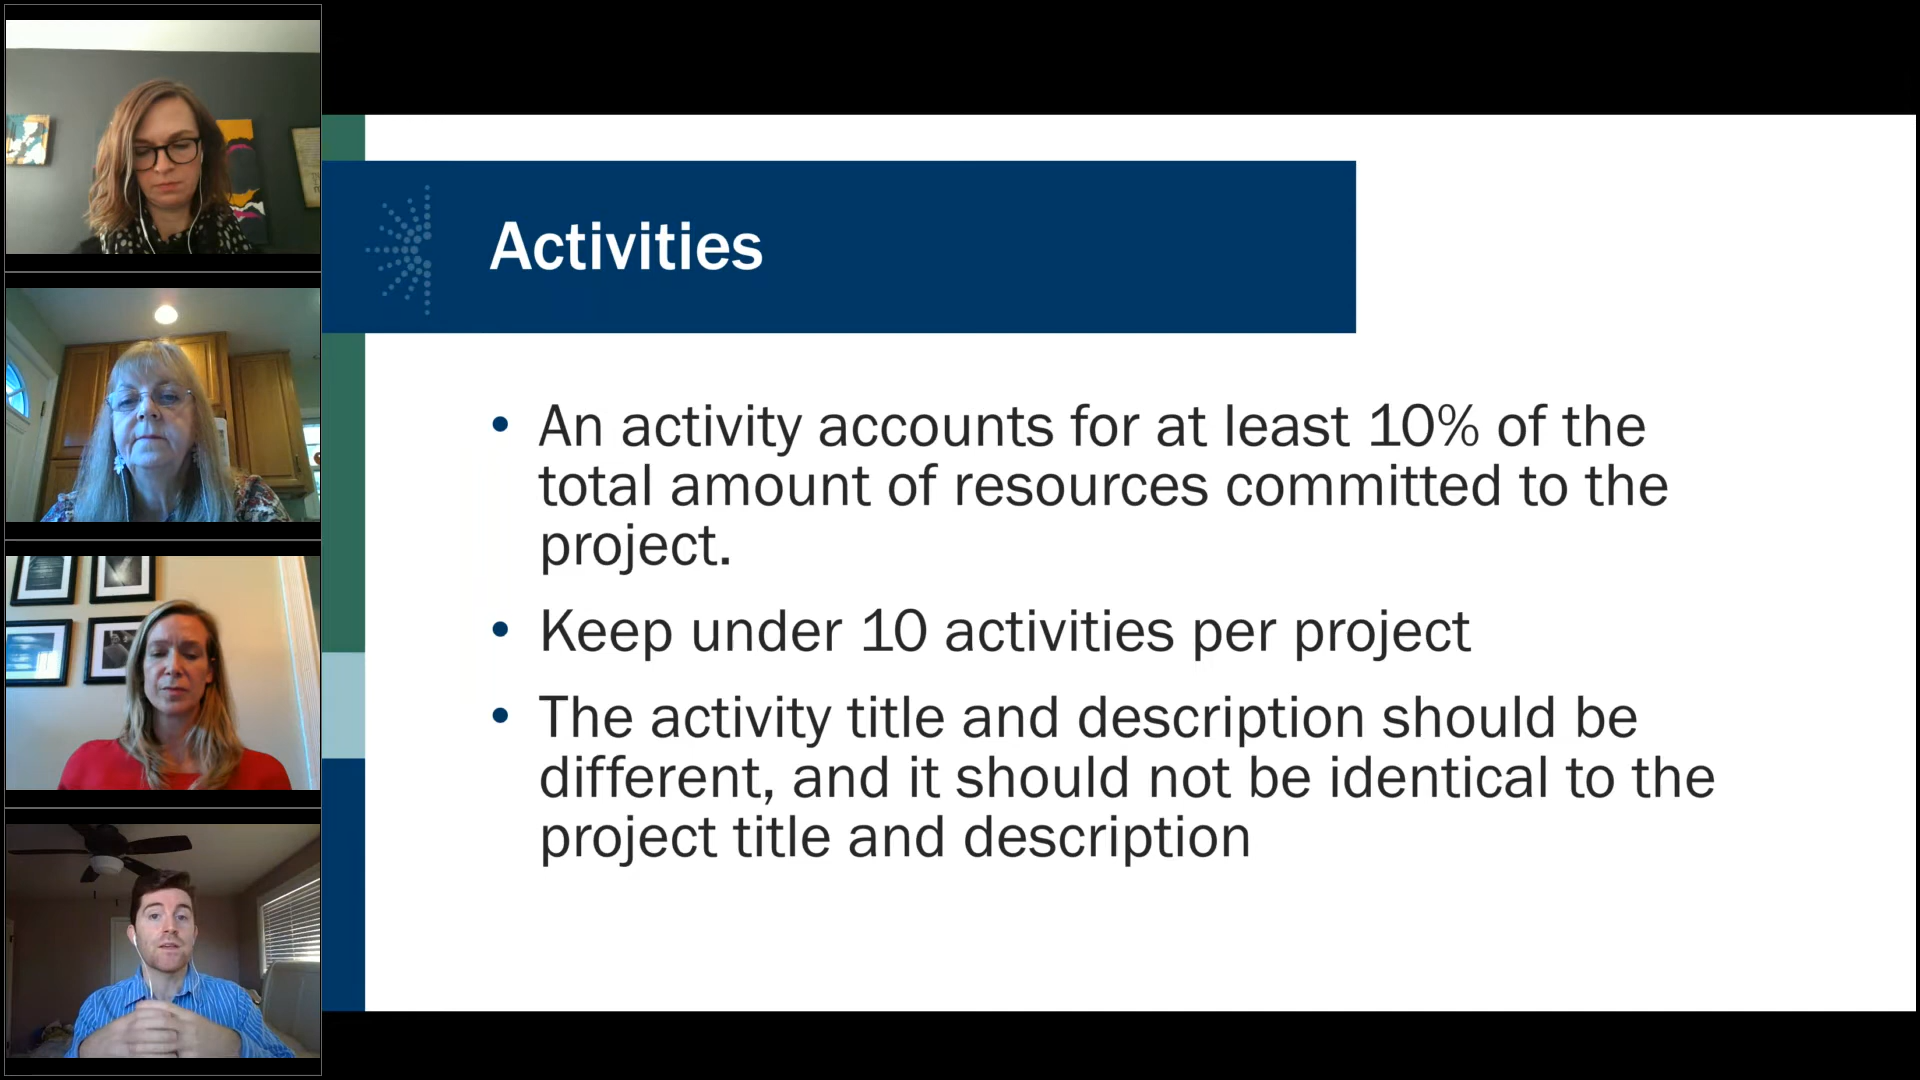 Activities
• An activity accounts for at least 10% of the
total amount of resources committed to the
project.
• Keep under 10 activities per project
• The activity title and description should be
different, and it should not be identical to the
project title and description